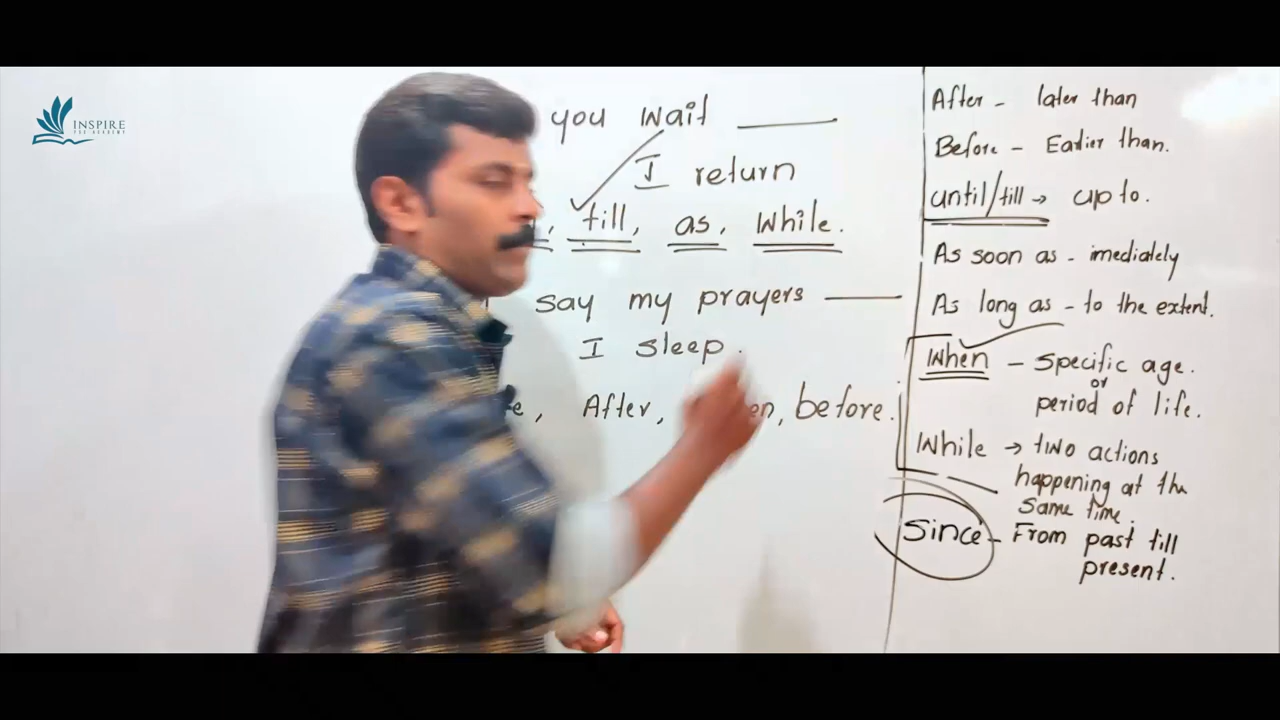 INSPIRE
you wait
I return
till, as, While.
say my prayers
I sleep.
After, before.
After - later than
Before - Earlier than.
until/till → up to.
As soon as - imediately
As long as - to the extent.
When - Specific age.
or
period of life.
While → two actions
happening at the
Same time.
Since - From past till
present.